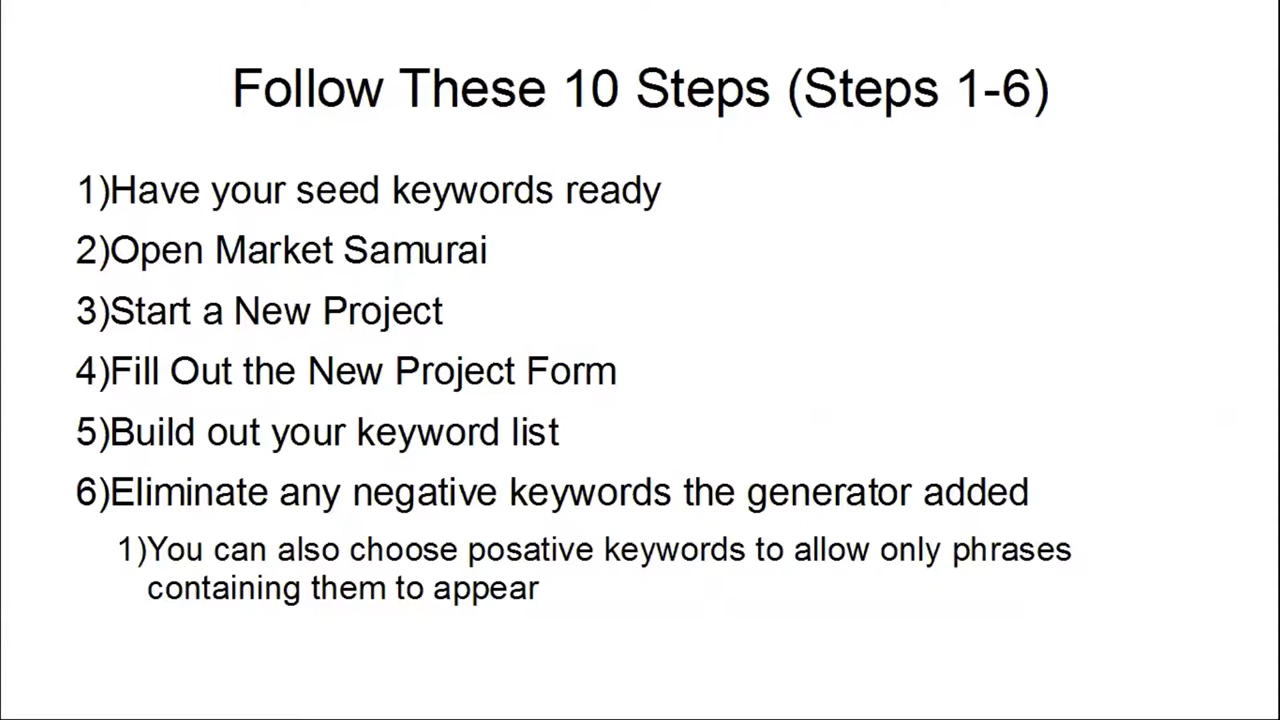 Follow These 10 Steps (Steps 1-6)
1)Have your seed keywords ready
2)Open Market Samurai
3)Start a New Project
4)Fill Out the New Project Form
5)Build out your keyword list
6)Eliminate any negative keywords the generator added
1)You can also choose posative keywords to allow only phrases
containing them to appear